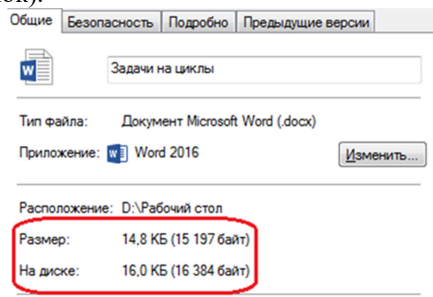 Общие Безопасность Подробно Предыдущие версии
Задачи на циклы
Тип файла: Документ Microsoft Word (.docx)
Приложение: Word 2016 Изменить...
Расположение: D:\Рабочий стол
Размер: 14,8 КБ (15 197 байт)
На диске: 16,0 КБ (16 384 байт)